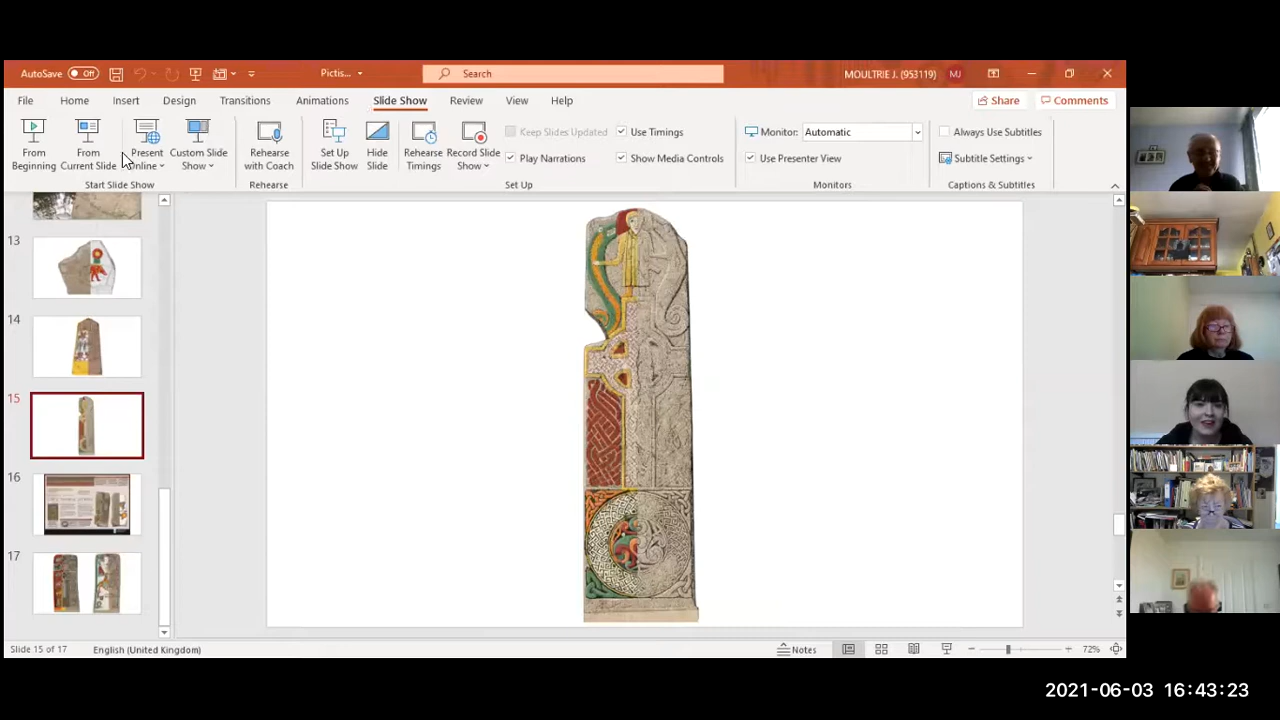 AutoSave Off Pictis... Search MOULTRIE J. (953119) MJ
File Home Insert Design Transitions Animations Slide Show Review View Help Share Comments
From Beginning
From Current Slide
Present Online
Custom Slide Show
Start Slide Show
Rehearse with Coach
Rehearse
Set Up Slide Show
Hide Slide
Rehearse Timings
Record Slide Show
Keep Slides Updated
Use Timings
Play Narrations
Show Media Controls
Set Up
Monitor: Automatic
Use Presenter View
Monitors
Always Use Subtitles
Subtitle Settings
Captions & Subtitles
13
14
15
16
17
Slide 15 of 17 English (United Kingdom) Notes 72%
2021-06-03 16:43:23